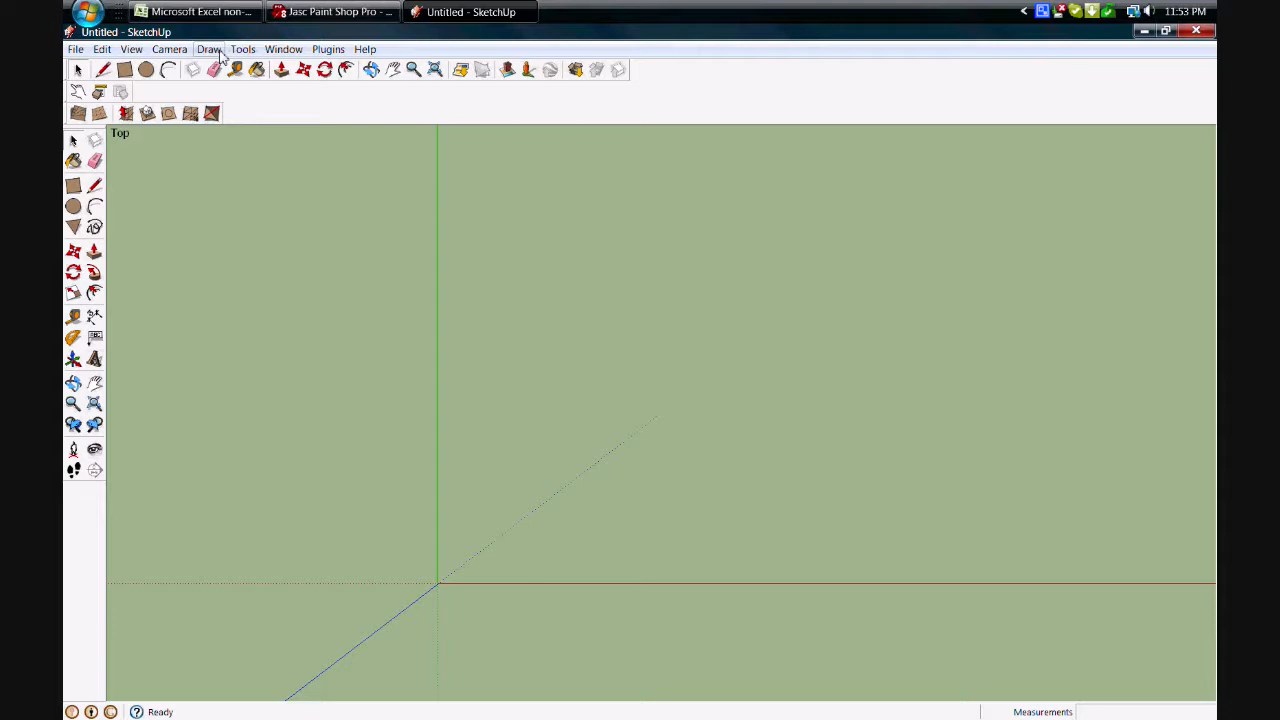 Microsoft Excel non-...
Jasc Paint Shop Pro - ...
Untitled - SketchUp
11:53 PM
Untitled - SketchUp
File Edit View Camera Draw Tools Window Plugins Help
Top
Ready
Measurements